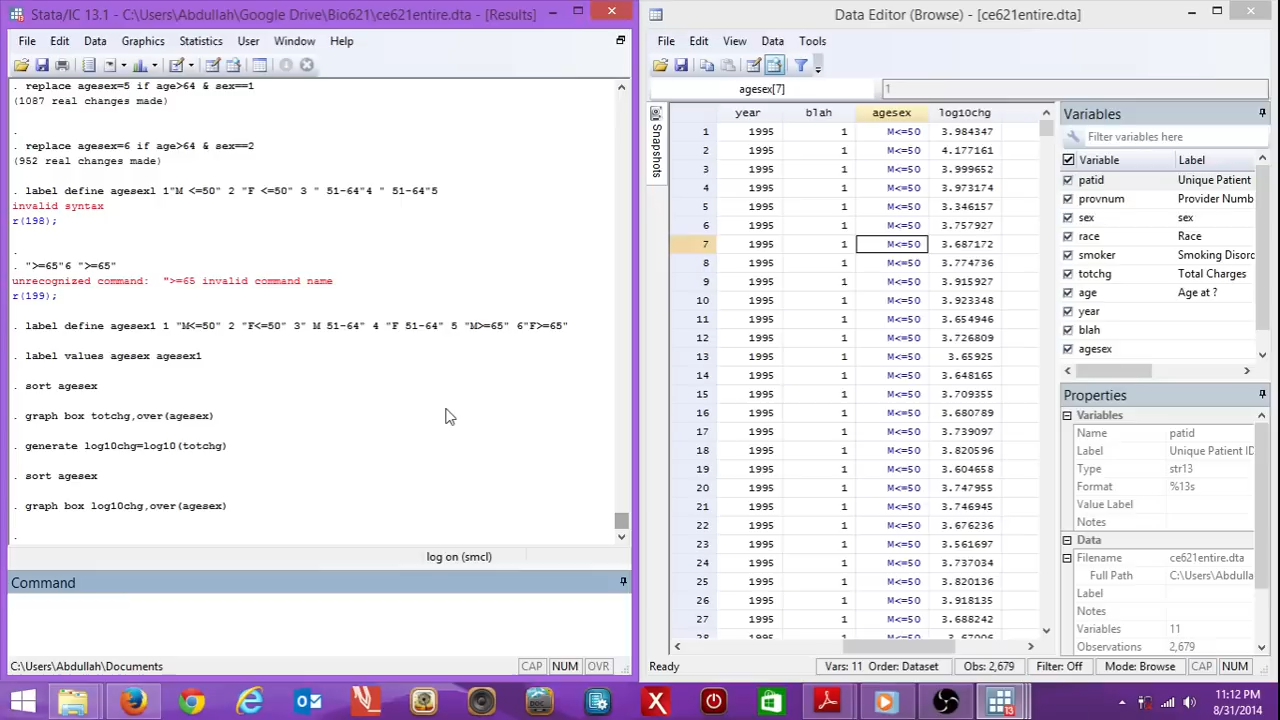 Stata/IC 13.1 - C:\Users\Abdullah\Google Drive\Bio621\ce621entire.dta - [Results]
File Edit Data Graphics Statistics User Window Help
. replace agesex=5 if age>64 & sex==1
(1087 real changes made)
.
. replace agesex=6 if age>64 & sex==2
(952 real changes made)
. label define agesex1 1"M <=50" 2 "F <=50" 3 " 51-64"4 " 51-64"5
invalid syntax
r(198);
.
. ">=65"6 ">=65"
unrecognized command:  ">=65 invalid command name
r(199);
. label define agesex1 1 "M<=50" 2 "F<=50" 3" M 51-64" 4 "F 51-64" 5 "M>=65" 6"F>=65"
. label values agesex agesex1
. sort agesex
. graph box totchg,over(agesex)
. generate log10chg=log10(totchg)
. sort agesex
. graph box log10chg,over(agesex)
.
log on (smcl)
Command
C:\Users\Abdullah\Documents
CAP NUM OVR
Data Editor (Browse) - [ce621entire.dta]
File Edit View Data Tools
agesex[7] 1
Snapshots
year blah agesex log10chg
1 1995 1 M<=50 3.984347
2 1995 1 M<=50 4.177161
3 1995 1 M<=50 3.999652
4 1995 1 M<=50 3.973174
5 1995 1 M<=50 3.346157
6 1995 1 M<=50 3.757927
7 1995 1 M<=50 3.687172
8 1995 1 M<=50 3.774736
9 1995 1 M<=50 3.915927
10 1995 1 M<=50 3.923348
11 1995 1 M<=50 3.654946
12 1995 1 M<=50 3.726809
13 1995 1 M<=50 3.65925
14 1995 1 M<=50 3.648165
15 1995 1 M<=50 3.709355
16 1995 1 M<=50 3.680789
17 1995 1 M<=50 3.739097
18 1995 1 M<=50 3.820596
19 1995 1 M<=50 3.604658
20 1995 1 M<=50 3.747955
21 1995 1 M<=50 3.746945
22 1995 1 M<=50 3.676236
23 1995 1 M<=50 3.561697
24 1995 1 M<=50 3.737034
25 1995 1 M<=50 3.820136
26 1995 1 M<=50 3.918135
27 1995 1 M<=50 3.688242
28 1995 1 M<=50 3.67006
Variables
Filter variables here
Variable Label
patid Unique Patient
provnum Provider Numb
sex sex
race Race
smoker Smoking Disorc
totchg Total Charges
age Age at ?
year
blah
agesex
Properties
Variables
Name patid
Label Unique Patient ID
Type str13
Format %13s
Value Label
Notes
Data
Filename ce621entire.dta
Full Path C:\Users\Abdulla
Label
Notes
Variables 11
Observations 2,679
Ready Vars: 11 Order: Dataset Obs: 2,679 Filter: Off Mode: Browse CAP NUM
11:12 PM
8/31/2014